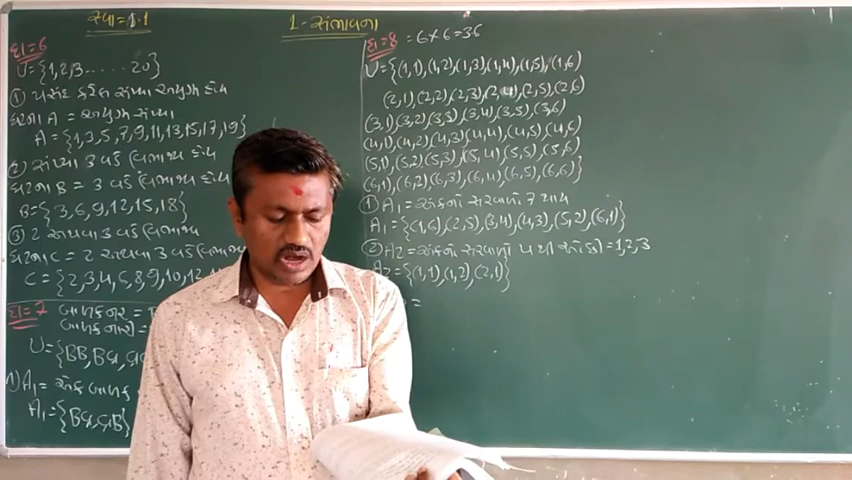 સ્વા = 1.1
1 - સંભાવના
દા=6
U={1,2,3.....20}
① પસંદ કરેલ સંખ્યા અયુગ્મ હોય
ઘટના A = અયુગ્મ સંખ્યા
A={1,3,5,7,9,11,13,15,17,19}
② સંખ્યા 3 વડે વિભાજ્ય હોય
ઘટના B = 3 વડે વિભાજ્ય હોય
B={3,6,9,12,15,18}
③ 2 અથવા 3 વડે વિભાજ્ય
ઘટના C = 2 અથવા 3 વડે વિભાજ્ય
C={2,3,4,6,8,9,10,12
દા=7
બાળક નર =
બાળક નારી =
U={BB,BG,G
1) A1= એક બાળક
A1={BG,GB}
દા=8 = 6×6=36
U={(1,1),(1,2),(1,3),(1,4),(1,5),(1,6)
(2,1),(2,2),(2,3),(2,4),(2,5),(2,6)
(3,1),(3,2),(3,3),(3,4),(3,5),(3,6)
(4,1),(4,2),(4,3),(4,4),(4,5),(4,6)
(5,1),(5,2),(5,3),(5,4),(5,5),(5,6)
(6,1),(6,2),(6,3),(6,4),(6,5),(6,6)}
① A1= અંકનો સરવાળો 7 થાય
A1={(1,6),(2,5),(3,4),(4,3),(5,2),(6,1)}
② A2= અંકનો સરવાળો 4 થી ઓછો =1,2,3
A2={(1,1),(1,2),(2,1)}
=